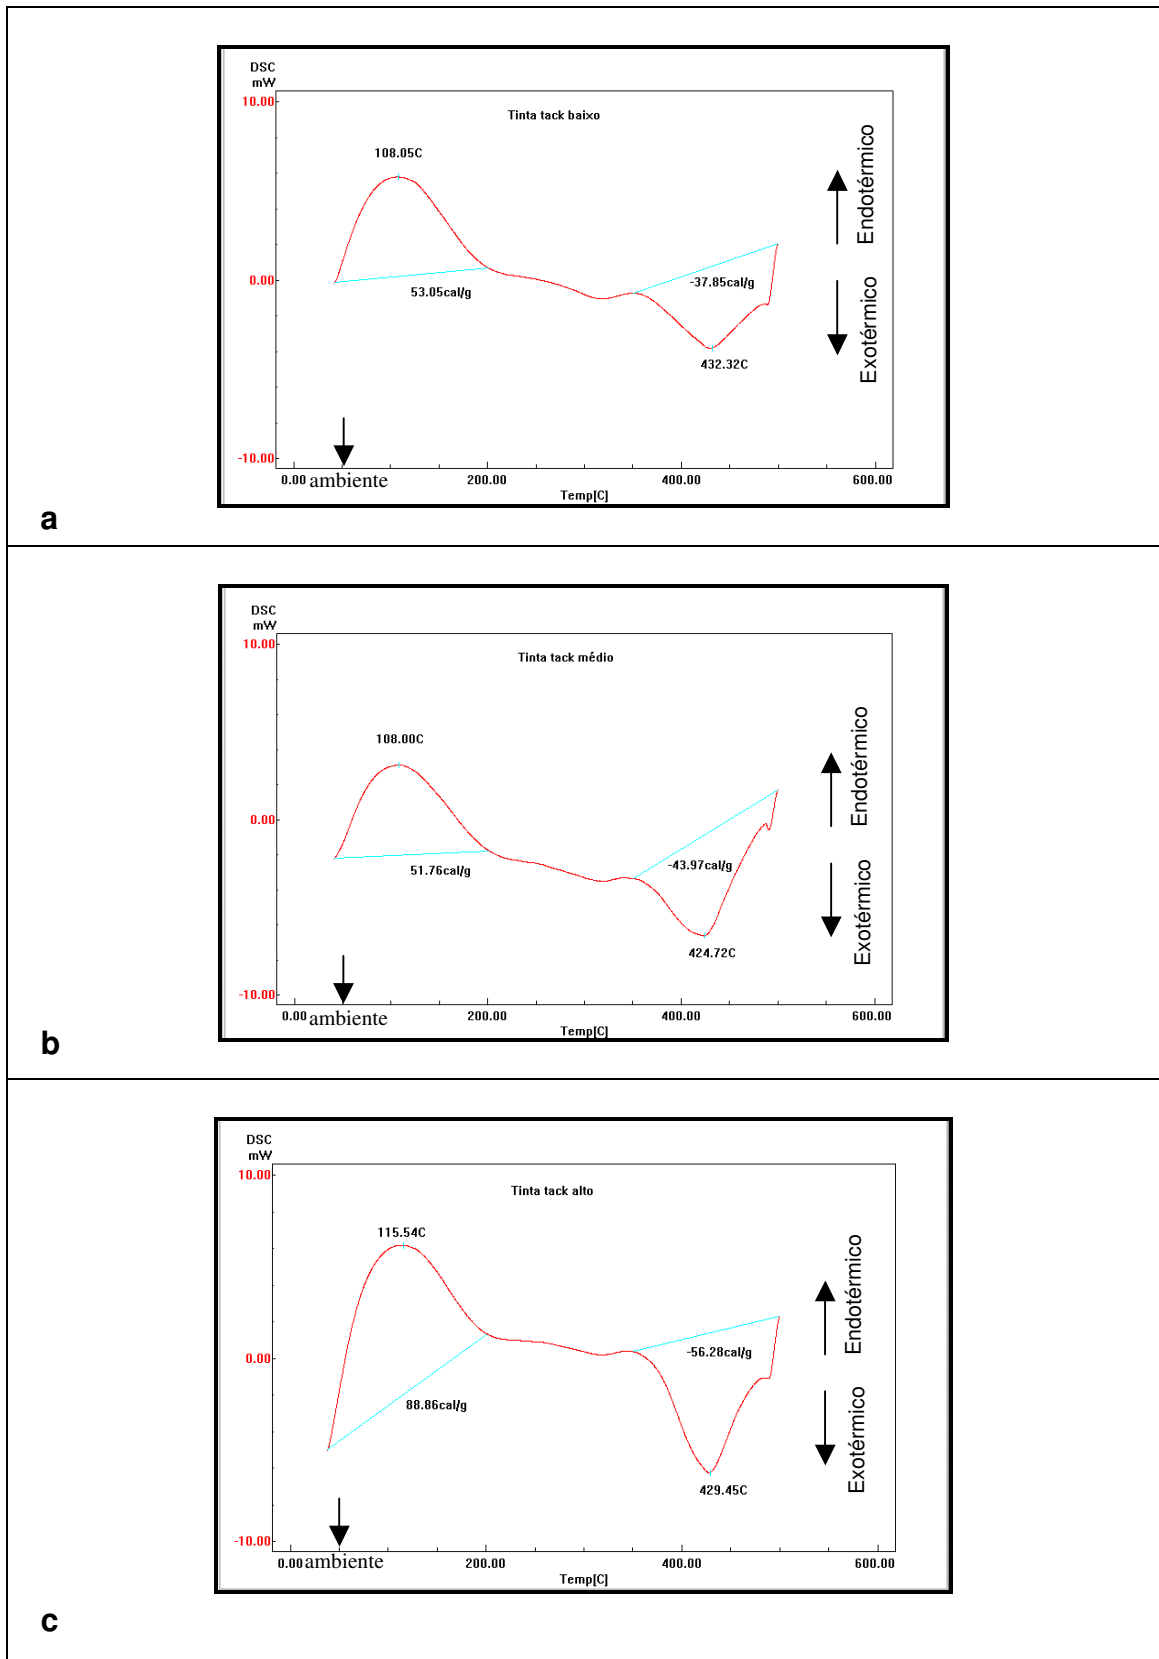 DSC
mW
10.00
Tinta tack baixo
108.05C
Endotérmico
0.00
53.05cal/g
-37.85cal/g
Exotérmico
432.32C
-10.00
0.00 ambiente 200.00 400.00 600.00
Temp[C]
a
DSC
mW
10.00
Tinta tack médio
108.00C
Endotérmico
0.00
51.76cal/g
-43.97cal/g
Exotérmico
424.72C
-10.00
0.00 ambiente 200.00 400.00 600.00
Temp[C]
b
DSC
mW
10.00
Tinta tack alto
115.54C
Endotérmico
0.00
-56.28cal/g
88.86cal/g
Exotérmico
429.45C
-10.00
0.00 ambiente 200.00 400.00 600.00
Temp[C]
c